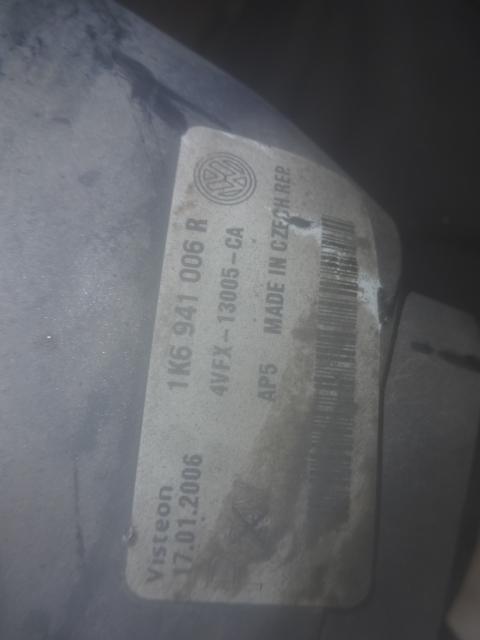 Visteon 1K6 941 006 R
17.01.2006 4VFX-13005-CA
AP5 MADE IN CZECH REP.